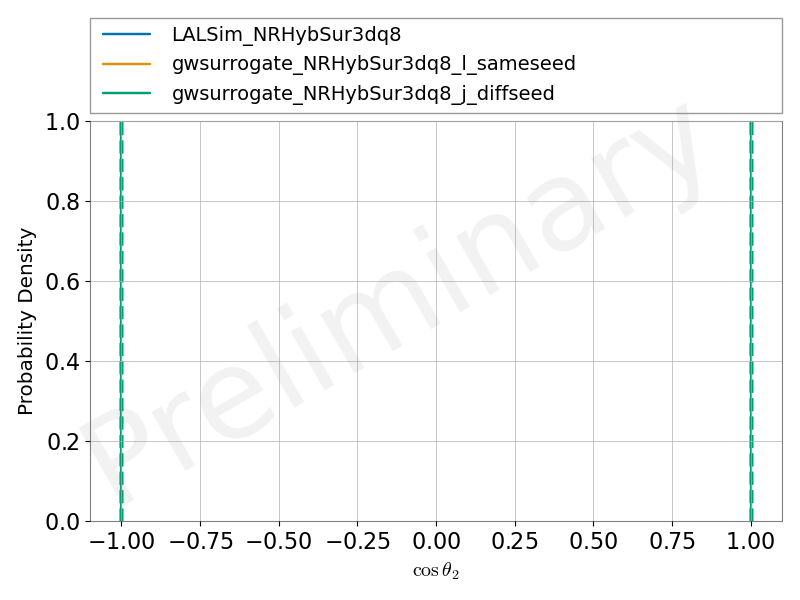 LALSim_NRHybSur3dq8
gwsurrogate_NRHybSur3dq8_l_sameseed
gwsurrogate_NRHybSur3dq8_j_diffseed
1.0
0.8
0.6
0.4
0.2
0.0
Probability Density
Preliminary
−1.00 −0.75 −0.50 −0.25 0.00 0.25 0.50 0.75 1.00
cos θ₂